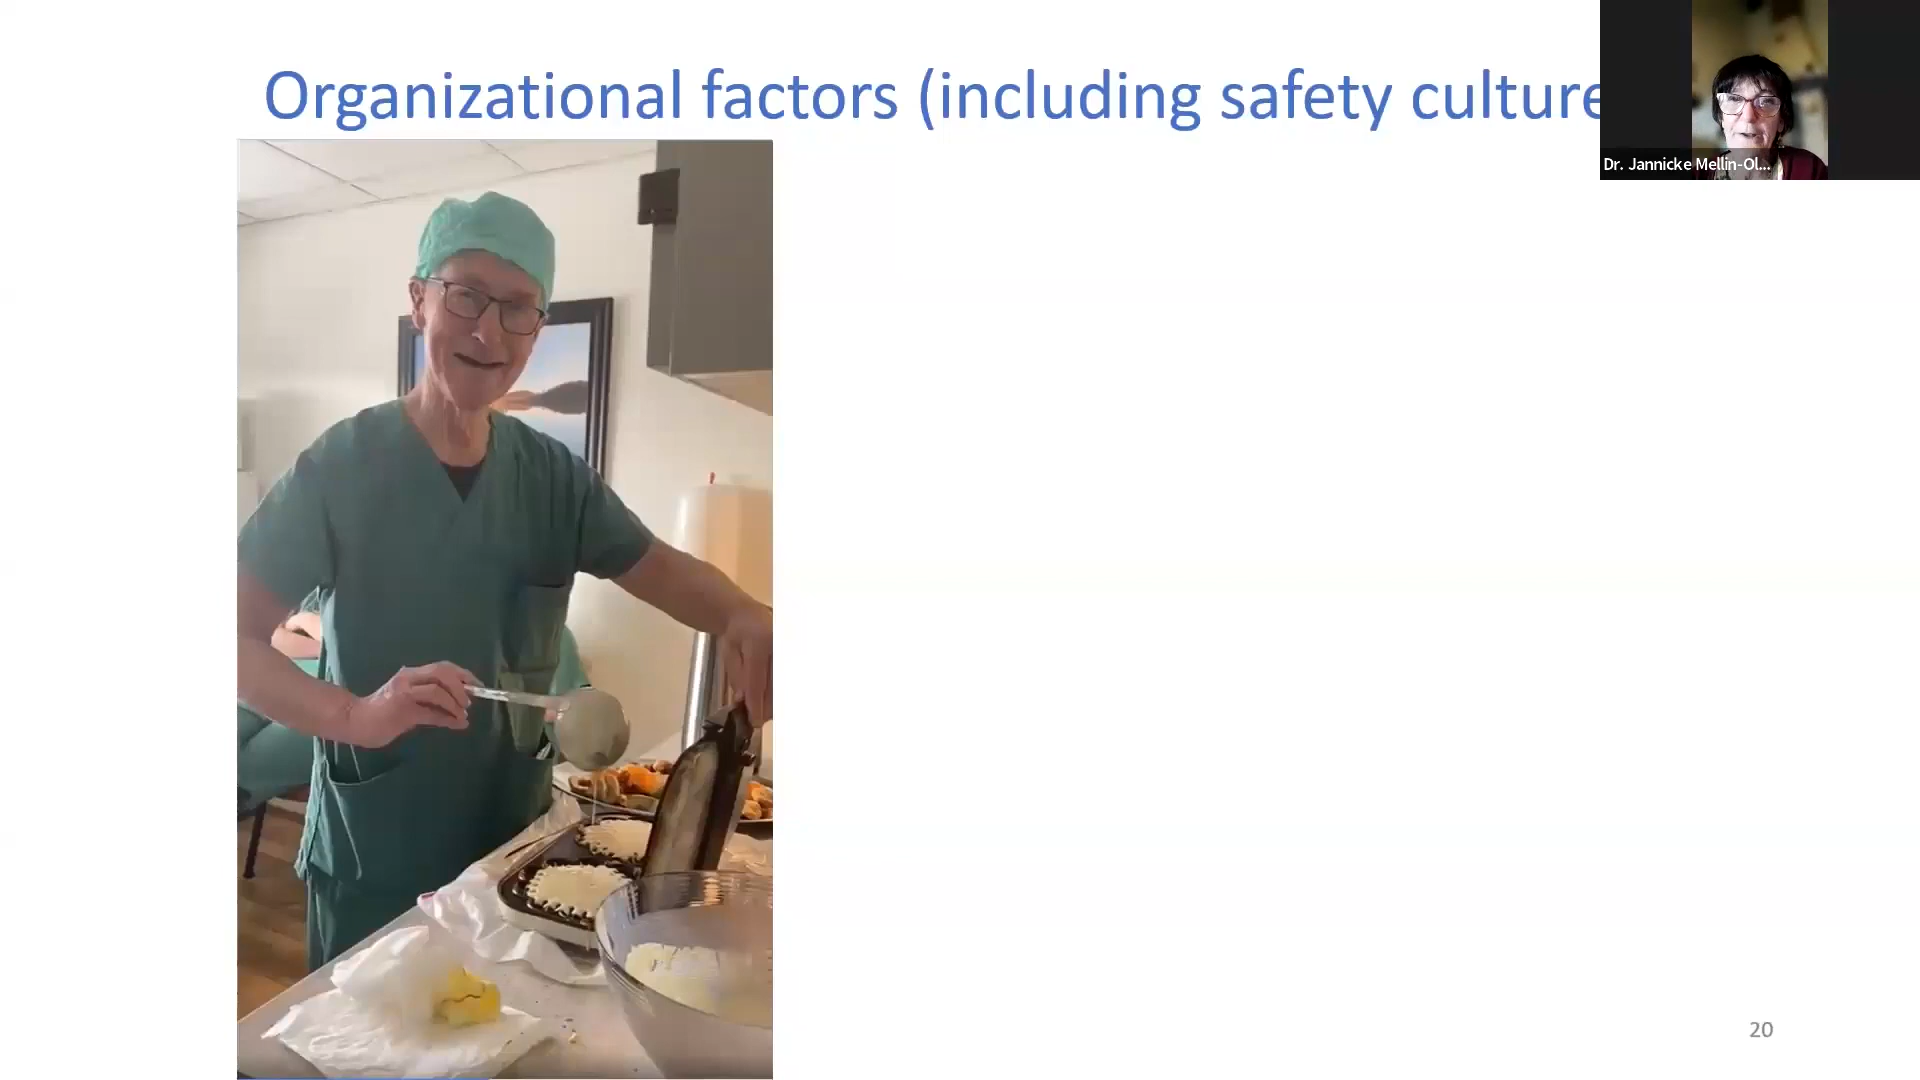 Organizational factors (including safety culture
Dr. Jannicke Mellin-Ol...
20